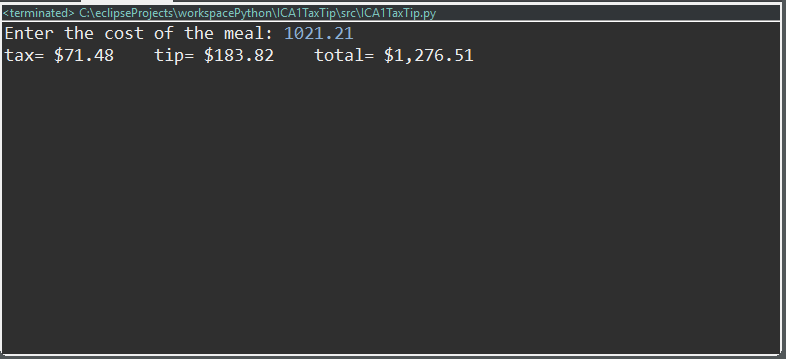 <terminated> C:\eclipseProjects\workspacePython\ICA1TaxTip\src\ICA1TaxTip.py
Enter the cost of the meal: 1021.21
tax= $71.48    tip= $183.82    total= $1,276.51